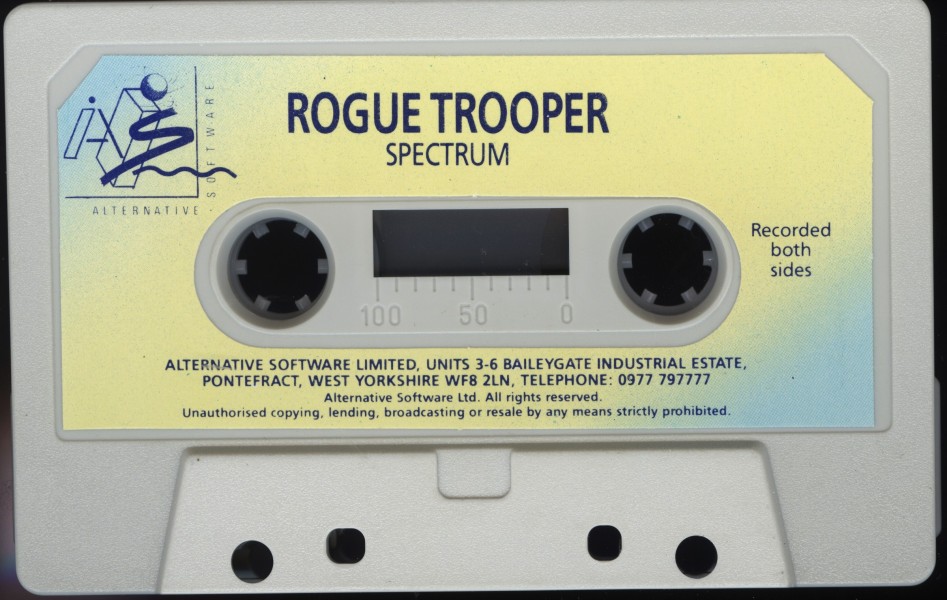 iAS
ALTERNATIVE · SOFTWARE
ROGUE TROOPER
SPECTRUM
Recorded
both
sides
100 50 0
ALTERNATIVE SOFTWARE LIMITED, UNITS 3-6 BAILEYGATE INDUSTRIAL ESTATE,
PONTEFRACT, WEST YORKSHIRE WF8 2LN, TELEPHONE: 0977 797777
Alternative Software Ltd. All rights reserved.
Unauthorised copying, lending, broadcasting or resale by any means strictly prohibited.